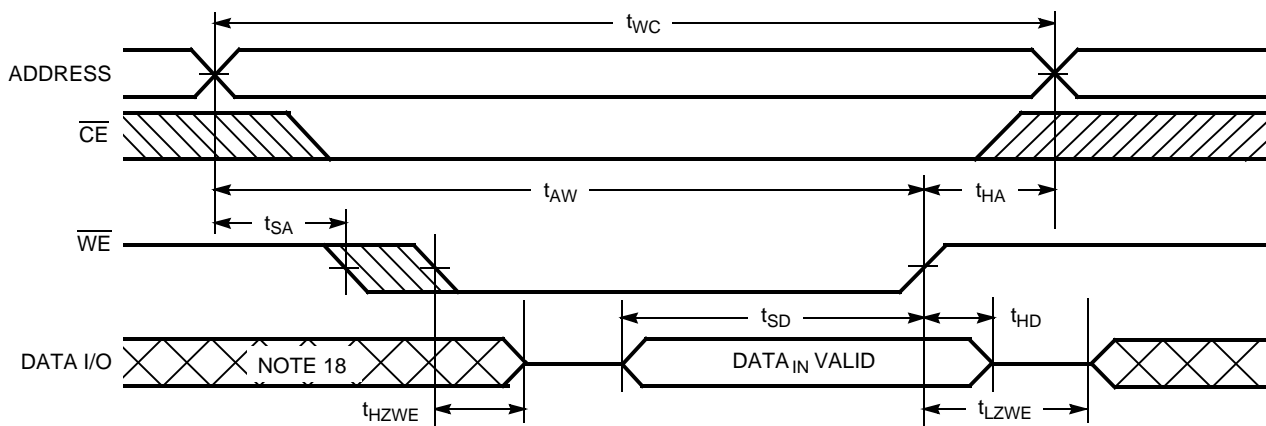 tWC
ADDRESS
CE
tAW
tHA
tSA
WE
tSD
tHD
DATA I/O
NOTE 18
DATAIN VALID
tHZWE
tLZWE